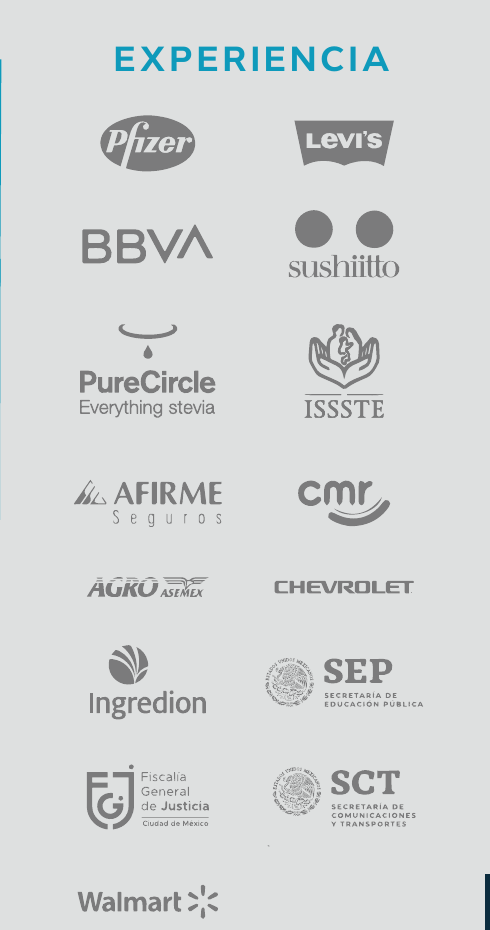 EXPERIENCIA
Pfizer
Levi's
BBVA
sushiitto
PureCircle
Everything stevia
ISSSTE
AFIRME
Seguros
cmr
AGRO ASEMEX
CHEVROLET
Ingredion
SEP
SECRETARÍA DE
EDUCACIÓN PÚBLICA
FGJ
Fiscalía
General
de Justicia
Ciudad de México
SCT
SECRETARÍA DE
COMUNICACIONES
Y TRANSPORTES
Walmart